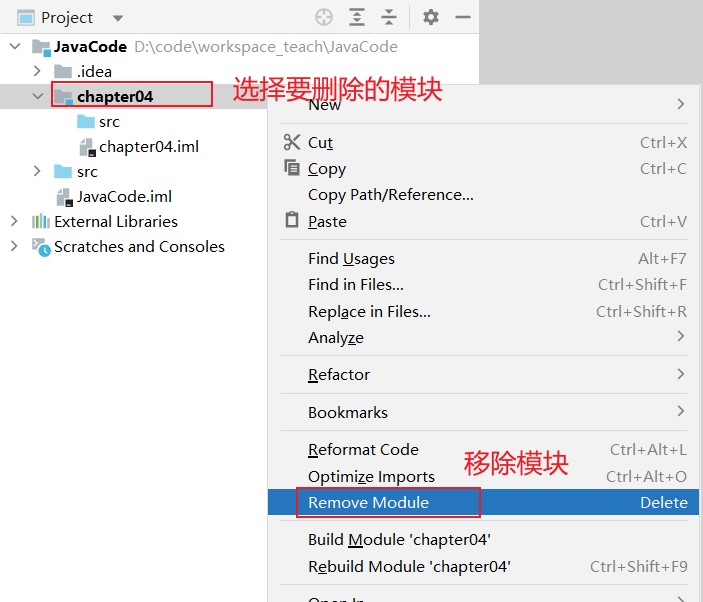 Project
JavaCode D:\code\workspace_teach\JavaCode
.idea
chapter04
选择要删除的模块
src
chapter04.iml
src
JavaCode.iml
External Libraries
Scratches and Consoles
New
Cut Ctrl+X
Copy Ctrl+C
Copy Path/Reference...
Paste Ctrl+V
Find Usages Alt+F7
Find in Files... Ctrl+Shift+F
Replace in Files... Ctrl+Shift+R
Analyze
Refactor
Bookmarks
Reformat Code Ctrl+Alt+L
移除模块
Optimize Imports Ctrl+Alt+O
Remove Module Delete
Build Module 'chapter04'
Rebuild Module 'chapter04' Ctrl+Shift+F9
Open In